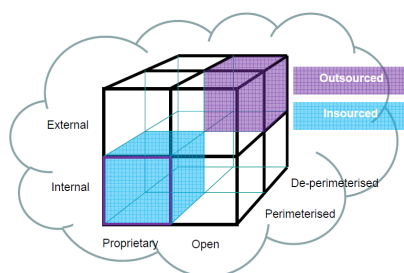 Outsourced
Insourced
External
Internal
De-perimeterised
Perimeterised
Proprietary
Open